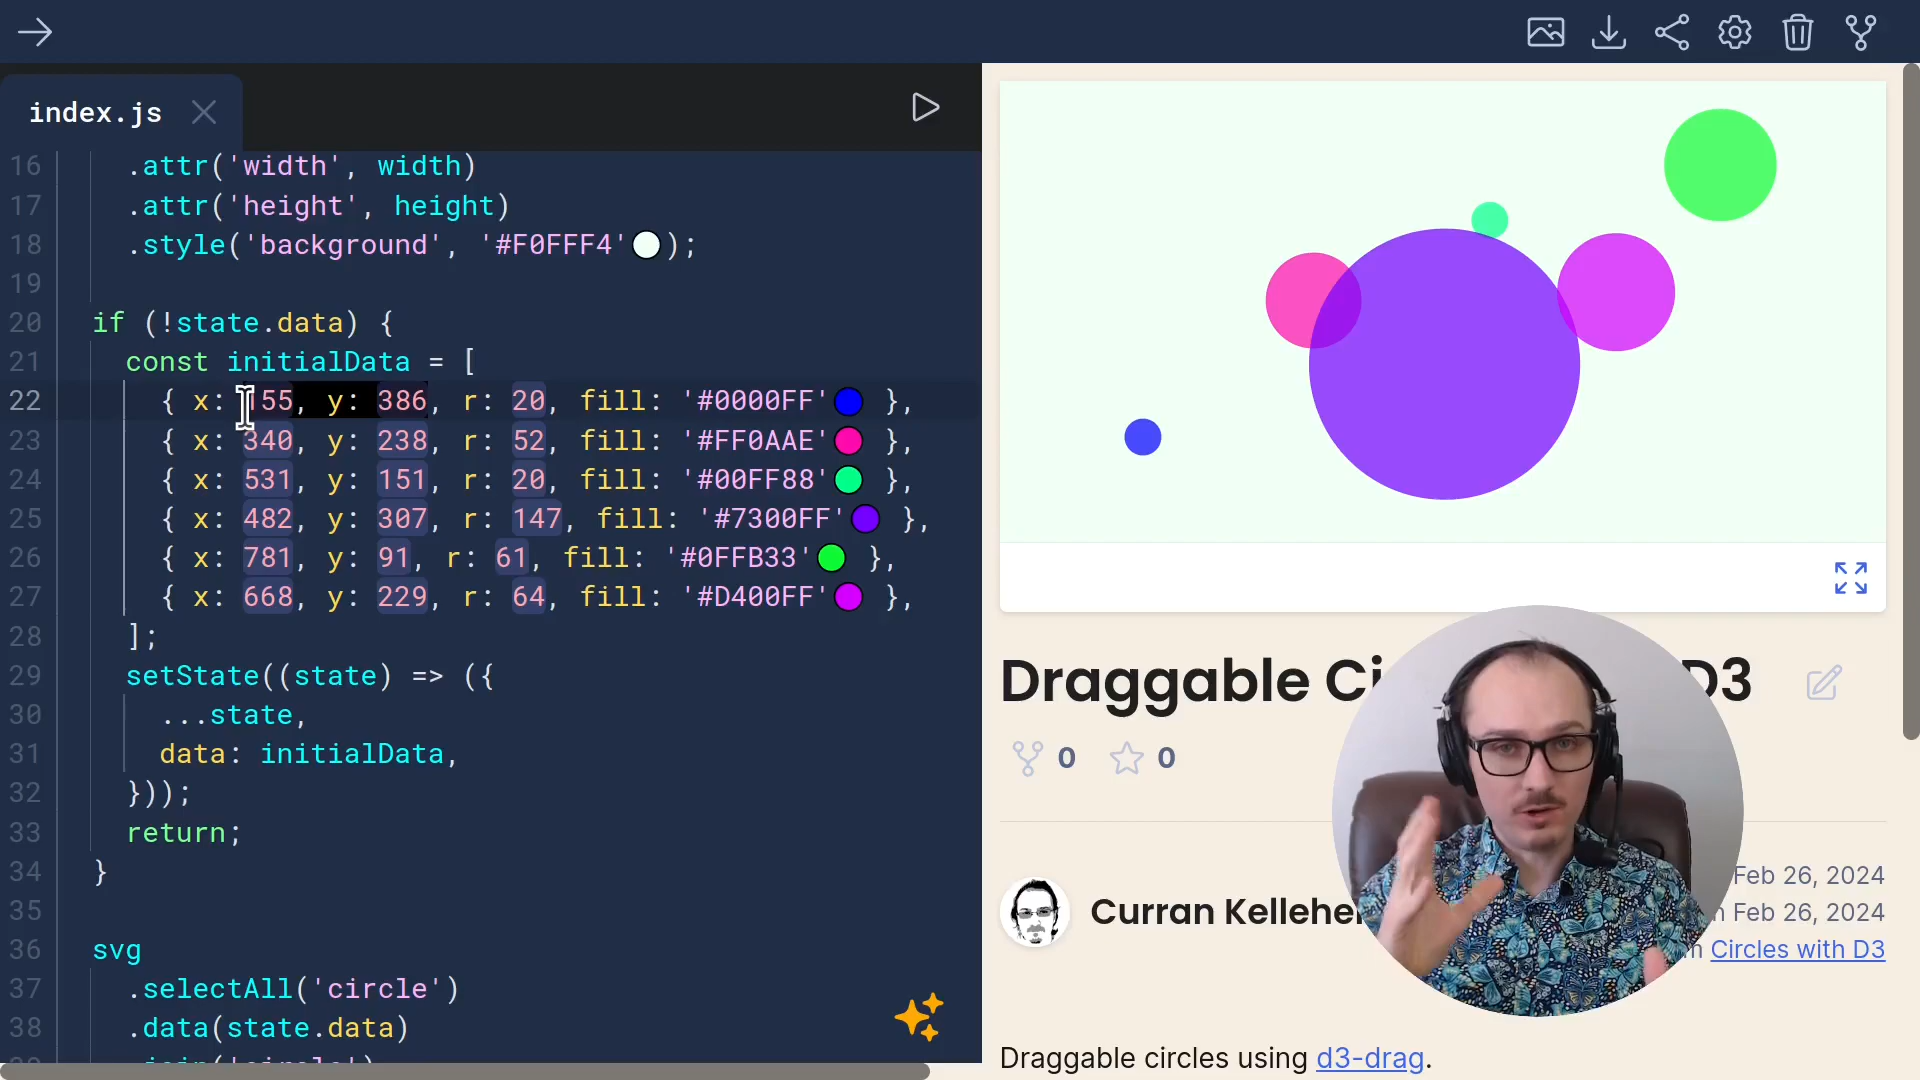 index.js
16 .attr('width', width)
17 .attr('height', height)
18 .style('background', '#F0FFF4');
19
20 if (!state.data) {
21 const initialData = [
22 { x: 155, y: 386, r: 20, fill: '#0000FF' },
23 { x: 340, y: 238, r: 52, fill: '#FF0AAE' },
24 { x: 531, y: 151, r: 20, fill: '#00FF88' },
25 { x: 482, y: 307, r: 147, fill: '#7300FF' },
26 { x: 781, y: 91, r: 61, fill: '#0FFB33' },
27 { x: 668, y: 229, r: 64, fill: '#D400FF' },
28 ];
29 setState((state) => ({
30 ...state,
31 data: initialData,
32 }));
33 return;
34 }
35
36 svg
37 .selectAll('circle')
38 .data(state.data)
Draggable Ci D3
0 0
Curran Kelleher
Feb 26, 2024
Feb 26, 2024
Circles with D3
Draggable circles using d3-drag.